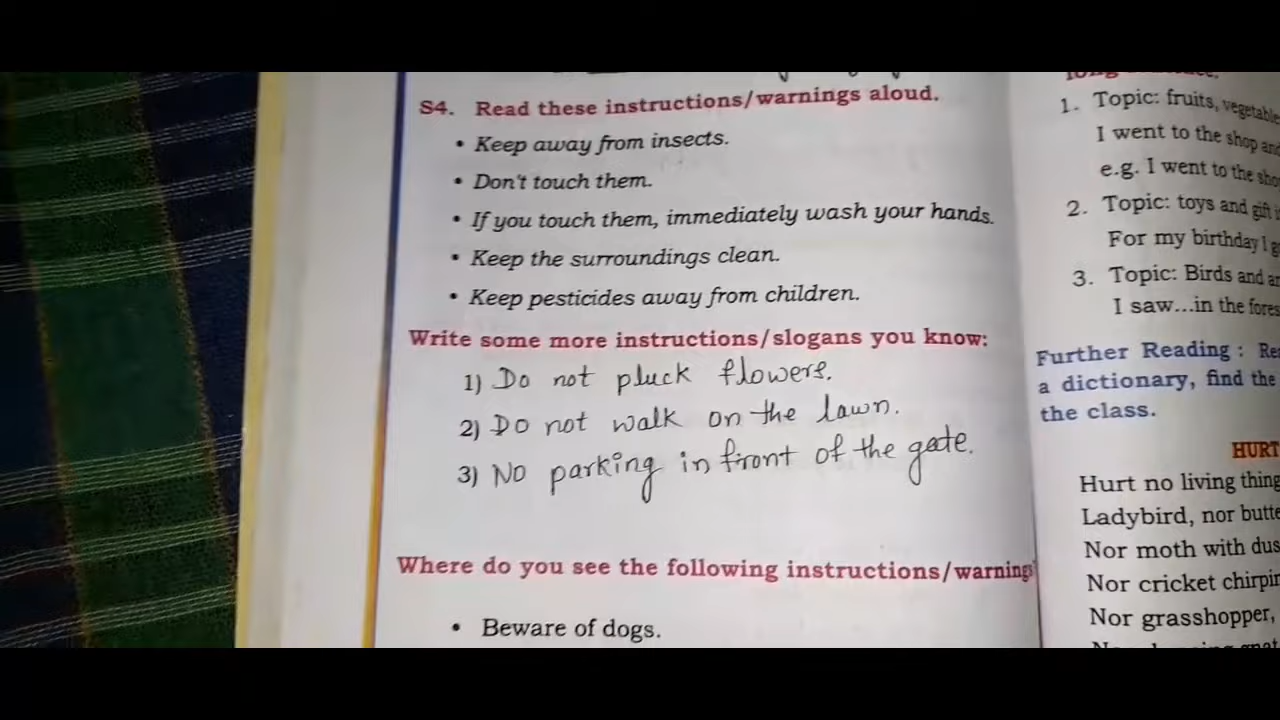 S4. Read these instructions/warnings aloud.
• Keep away from insects.
• Don't touch them.
• If you touch them, immediately wash your hands.
• Keep the surroundings clean.
• Keep pesticides away from children.
Write some more instructions/slogans you know:
1) Do not pluck flowers.
2) Do not walk on the lawn.
3) No parking in front of the gate.
Where do you see the following instructions/warning
• Beware of dogs.
1. Topic: fruits,
I went to the shop and
e.g. I went to the
2. Topic: toys and gift
For my birthday I
3. Topic: Birds and
I saw...in the
Further Reading :
a dictionary, find the
the class.
HURT
Hurt no living thing
Ladybird, nor
Nor moth with
Nor cricket
Nor grasshopper,